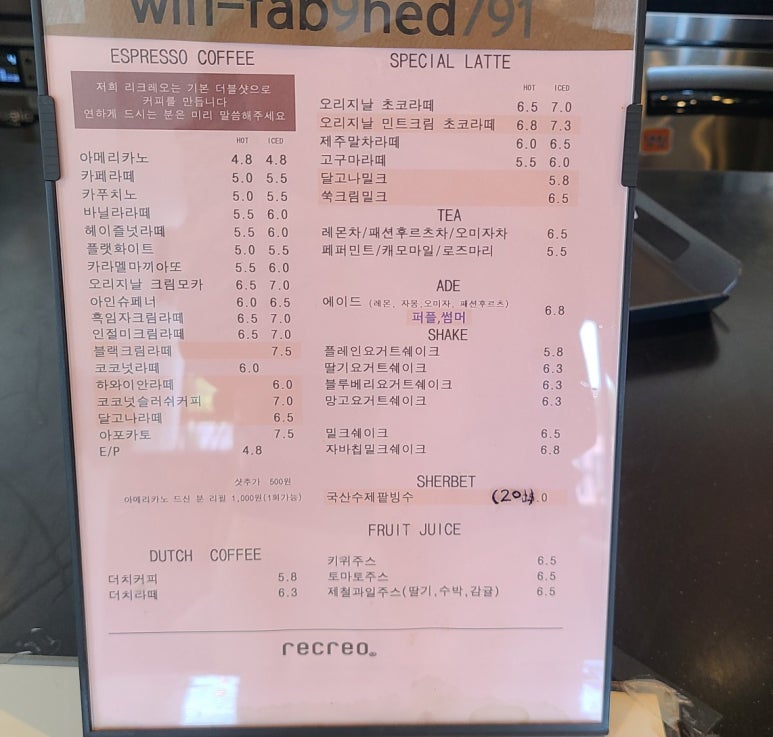 win-fab9hed/91
ESPRESSO COFFEE
저희 리크레오는 기본 더블샷으로
커피를 만듭니다
연하게 드시는 분은 미리 말씀해주세요
HOT ICED
아메리카노 4.8 4.8
카페라떼 5.0 5.5
카푸치노 5.0 5.5
바닐라라떼 5.5 6.0
헤이즐넛라떼 5.5 6.0
플랫화이트 5.0 5.5
카라멜마끼아또 5.5 6.0
오리지날 크림모카 6.5 7.0
아인슈페너 6.0 6.5
흑임자크림라떼 6.5 7.0
인절미크림라떼 6.5 7.0
블랙크림라떼 7.5
코코넛라떼 6.0
하와이안라떼 6.0
코코넛슬러쉬커피 7.0
달고나라떼 6.5
아포카토 7.5
E/P 4.8
샷추가 500원
아메리카노 드신 분 리필 1,000원(1회가능)
DUTCH COFFEE
더치커피 5.8
더치라떼 6.3
SPECIAL LATTE
HOT ICED
오리지날 초코라떼 6.5 7.0
오리지날 민트크림 초코라떼 6.8 7.3
제주말차라떼 6.0 6.5
고구마라떼 5.5 6.0
달고나밀크 5.8
쑥크림밀크 6.5
TEA
레몬차/패션후르츠차/오미자차 6.5
페퍼민트/캐모마일/로즈마리 5.5
ADE
에이드 (레몬, 자몽,오미자, 패션후르츠) 6.8
퍼플,썸머
SHAKE
플레인요거트쉐이크 5.8
딸기요거트쉐이크 6.3
블루베리요거트쉐이크 6.3
망고요거트쉐이크 6.3
밀크쉐이크 6.5
자바칩밀크쉐이크 6.8
SHERBET
국산수제팥빙수
FRUIT JUICE
키위주스 6.5
토마토주스 6.5
제철과일주스(딸기,수박,감귤) 6.5
recreo®